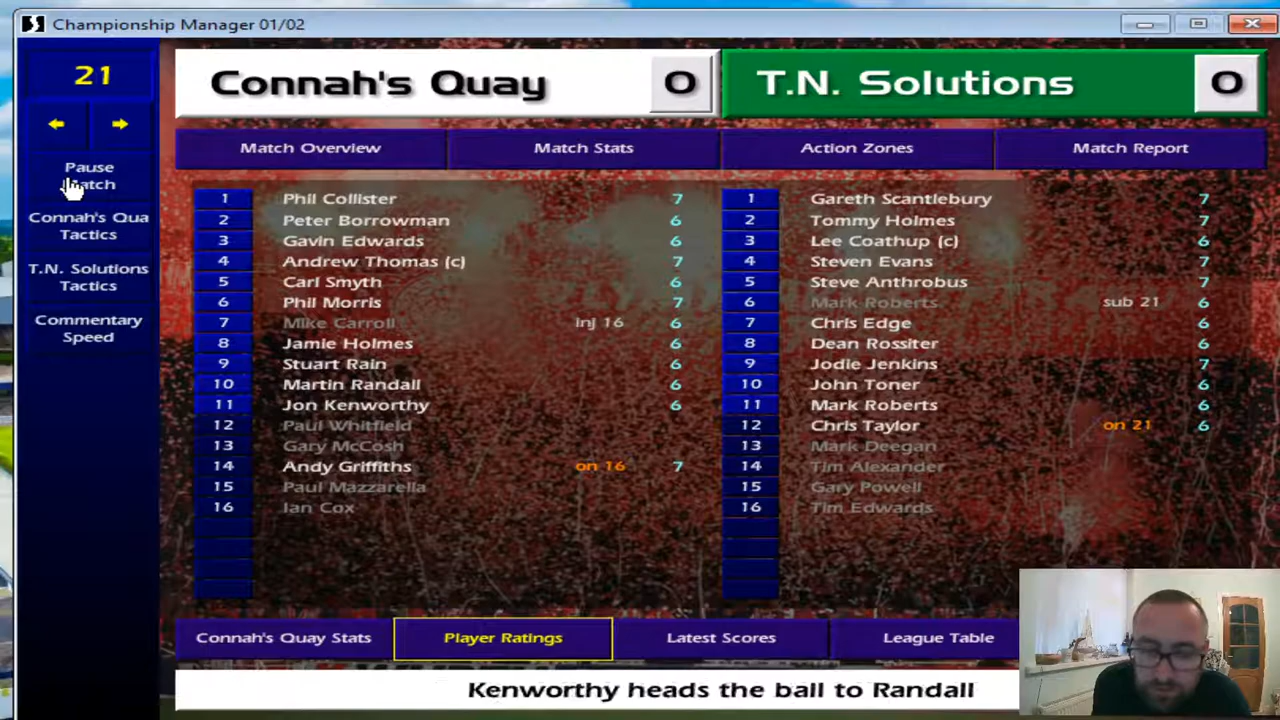 Championship Manager 01/02
21
Connah's Quay 0 T.N. Solutions 0
Match Overview Match Stats Action Zones Match Report
Pause
Match
Connah's Qua
Tactics
T.N. Solutions
Tactics
Commentary
Speed
1 Phil Collister 7 1 Gareth Scantlebury 7
2 Peter Borrowman 6 2 Tommy Holmes 7
3 Gavin Edwards 6 3 Lee Coathup (c) 6
4 Andrew Thomas (c) 7 4 Steven Evans 7
5 Carl Smyth 6 5 Steve Anthrobus 7
6 Phil Morris 7 6 Mark Roberts sub 21 6
7 Mike Carroll inj 16 6 7 Chris Edge 6
8 Jamie Holmes 6 8 Dean Rossiter 6
9 Stuart Rain 6 9 Jodie Jenkins 7
10 Martin Randall 6 10 John Toner 6
11 Jon Kenworthy 6 11 Mark Roberts 6
12 Paul Whitfield 12 Chris Taylor on 21 6
13 Gary McCosh 13 Mark Deegan
14 Andy Griffiths on 16 7 14 Tim Alexander
15 Paul Mazzarella 15 Gary Powell
16 Ian Cox 16 Tim Edwards
Connah's Quay Stats Player Ratings Latest Scores League Table
Kenworthy heads the ball to Randall